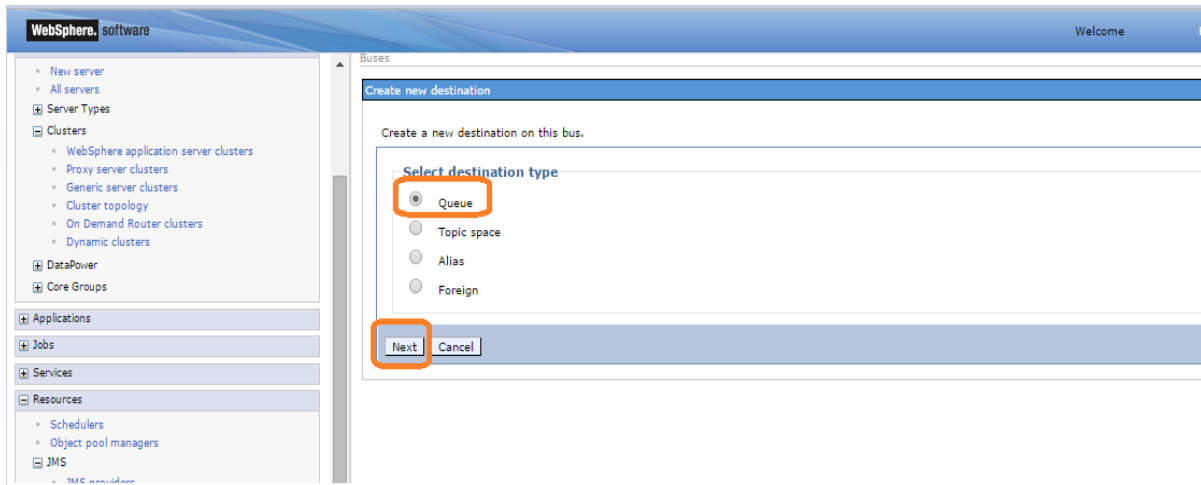 WebSphere. software
Welcome
New server
All servers
Server Types
Clusters
WebSphere application server clusters
Proxy server clusters
Generic server clusters
Cluster topology
On Demand Router clusters
Dynamic clusters
DataPower
Core Groups
Applications
Jobs
Services
Resources
Schedulers
Object pool managers
JMS
JMS providers
Buses
Create new destination
Create a new destination on this bus.
Select destination type
Queue
Topic space
Alias
Foreign
Next Cancel